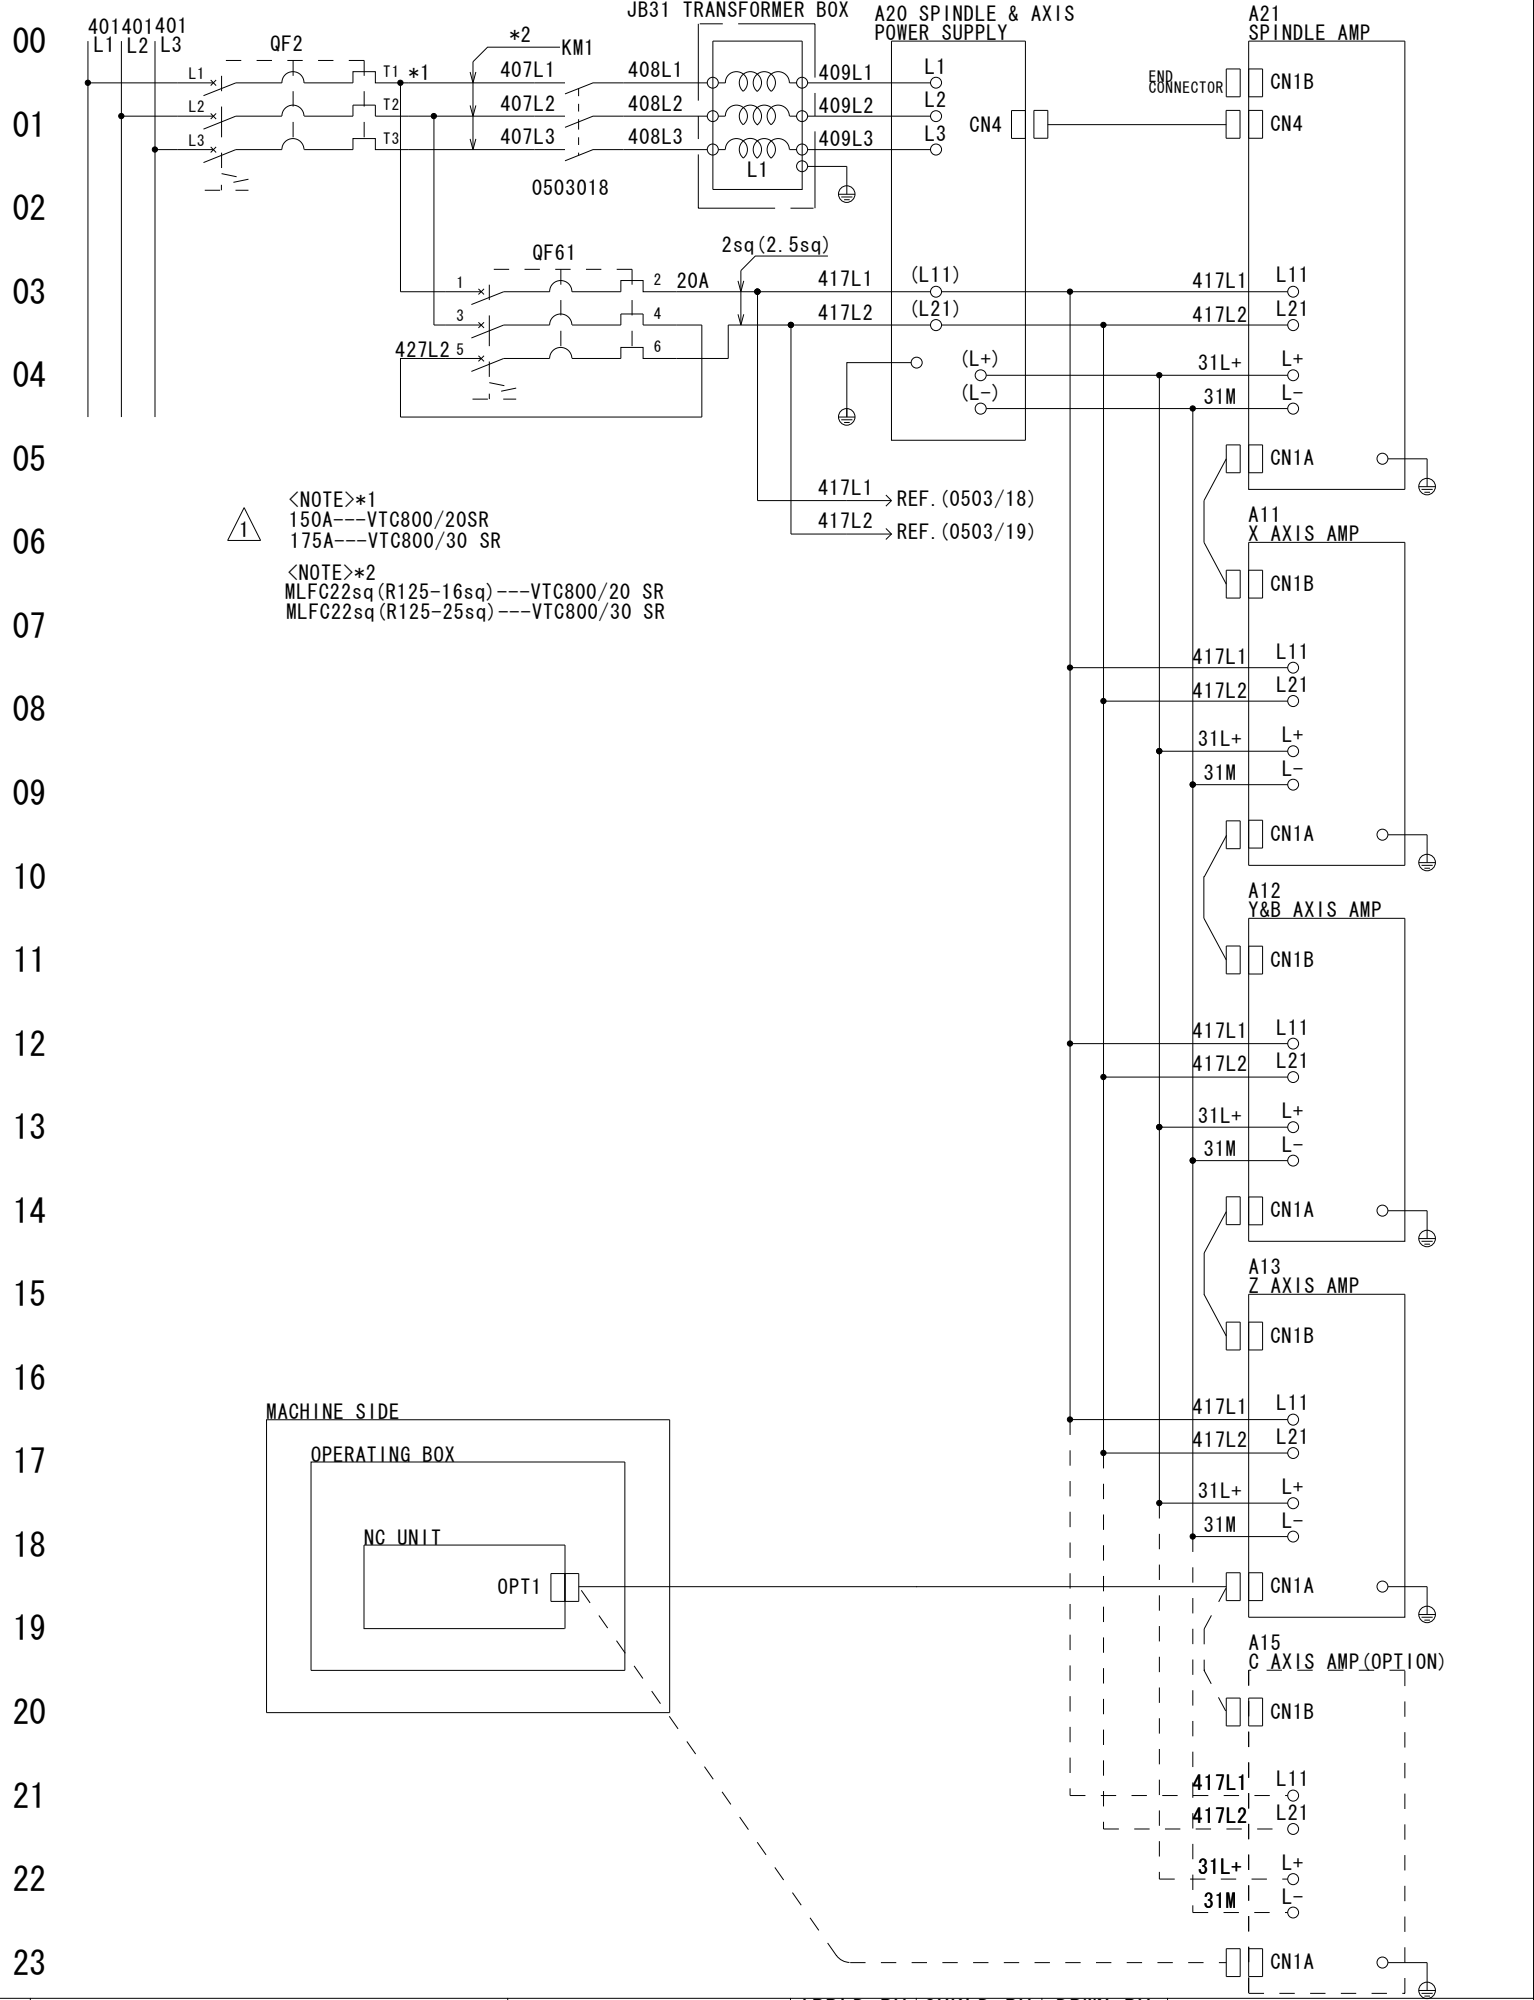 JB31 TRANSFORMER BOX
A20 SPINDLE & AXIS
POWER SUPPLY
A21
SPINDLE AMP
00
401 401 401
L1 L2 L3
QF2
*2
KM1
L1
T1
*1
407L1
408L1
409L1
L1
END
CONNECTOR
CN1B
01
L2
T2
407L2
408L2
409L2
L2
CN4
CN4
L3
T3
407L3
408L3
409L3
L3
L1
0503018
02
QF61
2sq(2.5sq)
03
1
2
20A
417L1
(L11)
417L1
L11
3
4
417L2
(L21)
417L2
L21
427L2
5
6
04
(L+)
31L+
L+
(L-)
31M
L-
05
CN1A
417L1
REF.(0503/18)
417L2
REF.(0503/19)
1
<NOTE>*1
150A---VTC800/20SR
175A---VTC800/30 SR
<NOTE>*2
MLFC22sq(R125-16sq)---VTC800/20 SR
MLFC22sq(R125-25sq)---VTC800/30 SR
06
A11
X AXIS AMP
CN1B
07
417L1
L11
08
417L2
L21
31L+
L+
09
31M
L-
CN1A
10
A12
Y&B AXIS AMP
11
CN1B
12
417L1
L11
417L2
L21
13
31L+
L+
31M
L-
14
CN1A
15
A13
Z AXIS AMP
CN1B
16
MACHINE SIDE
417L1
L11
17
OPERATING BOX
417L2
L21
31L+
L+
18
NC UNIT
31M
L-
OPT1
CN1A
19
A15
C AXIS AMP(OPTION)
20
CN1B
21
417L1
L11
417L2
L21
22
31L+
L+
31M
L-
23
CN1A